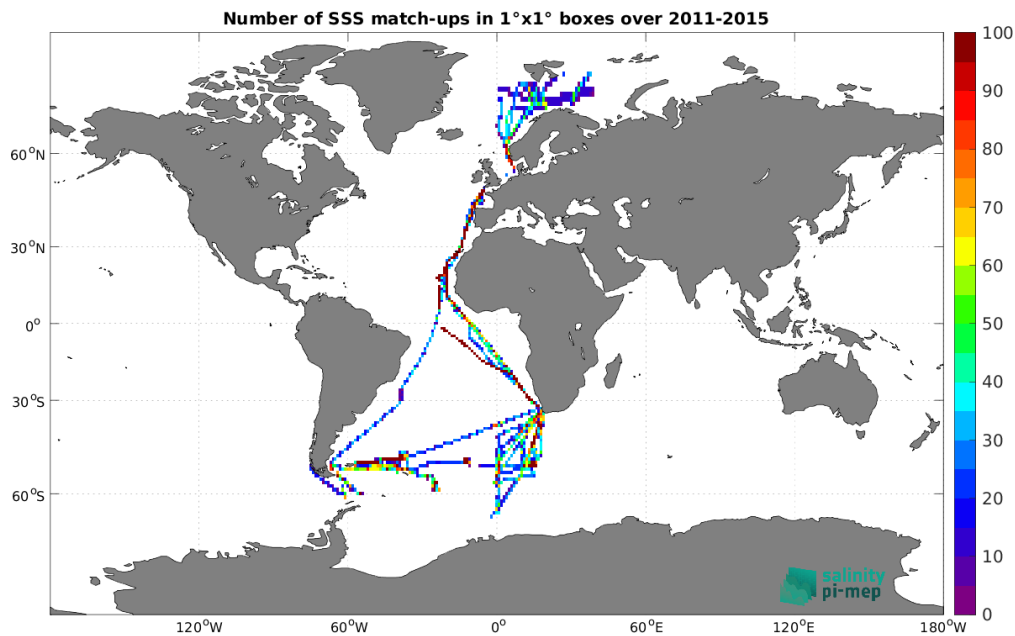 Number of SSS match-ups in 1°x1° boxes over 2011-2015
100
90
80
70
60
50
40
30
20
10
0
60°N
30°N
0°
30°S
60°S
salinity
pi-mep
120°W 60°W 0° 60°E 120°E 180°W